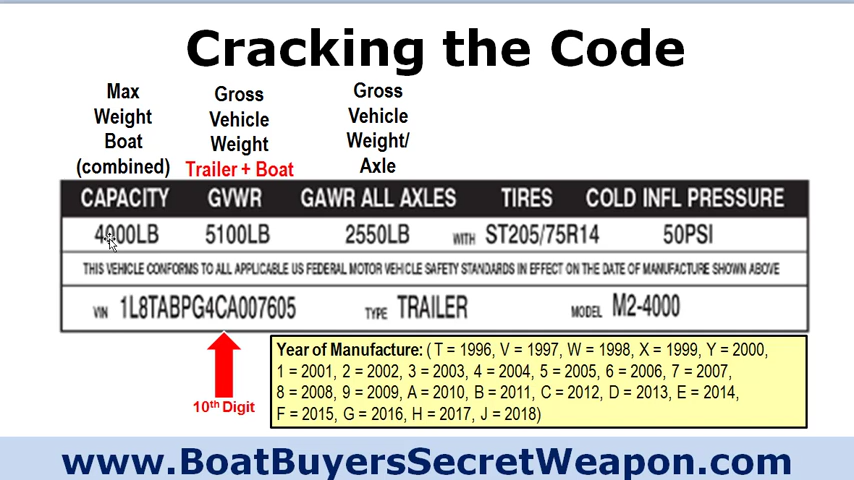 Cracking the Code
Max
Weight
Boat
(combined)
Gross
Vehicle
Weight
Trailer + Boat
Gross
Vehicle
Weight/
Axle
CAPACITY GVWR GAWR ALL AXLES TIRES COLD INFL PRESSURE
4000LB 5100LB 2550LB WITH ST205/75R14 50PSI
THIS VEHICLE CONFORMS TO ALL APPLICABLE US FEDERAL MOTOR VEHICLE SAFETY STANDARDS IN EFFECT ON THE DATE OF MANUFACTURE SHOWN ABOVE
VIN 1L8TABPG4CA007605 TYPE TRAILER MODEL M2-4000
10th Digit
Year of Manufacture: ( T = 1996, V = 1997, W = 1998, X = 1999, Y = 2000,
1 = 2001, 2 = 2002, 3 = 2003, 4 = 2004, 5 = 2005, 6 = 2006, 7 = 2007,
8 = 2008, 9 = 2009, A = 2010, B = 2011, C = 2012, D = 2013, E = 2014,
F = 2015, G = 2016, H = 2017, J = 2018)
www.BoatBuyersSecretWeapon.com